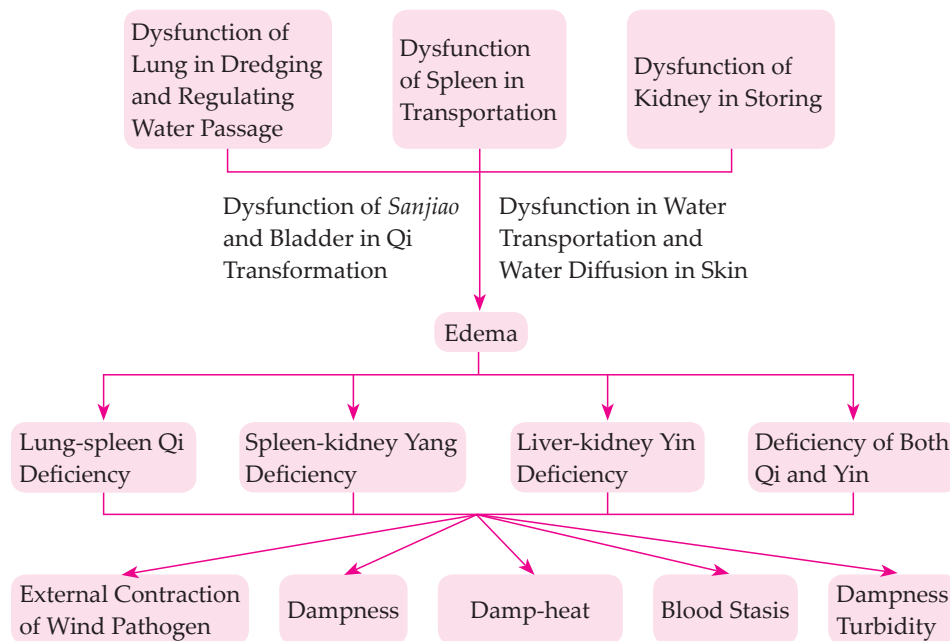 Dysfunction of
Lung in Dredging
and Regulating
Water Passage
Dysfunction
of Spleen in
Transportation
Dysfunction of
Kidney in Storing
Dysfunction of Sanjiao
and Bladder in Qi
Transformation
Dysfunction in Water
Transportation and
Water Diffusion in Skin
Edema
Lung-spleen Qi
Deficiency
Spleen-kidney Yang
Deficiency
Liver-kidney Yin
Deficiency
Deficiency of Both
Qi and Yin
External Contraction
of Wind Pathogen
Dampness
Damp-heat
Blood Stasis
Dampness
Turbidity